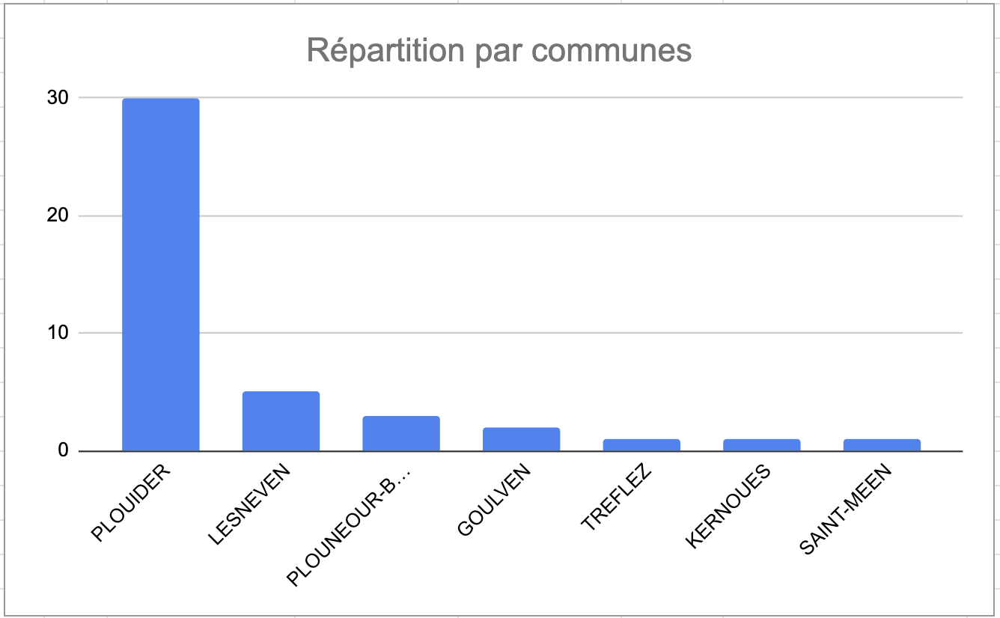 Répartition par communes
30
20
10
0
PLOUIDER
LESNEVEN
PLOUNEOUR-B...
GOULVEN
TREFLEZ
KERNOUES
SAINT-MEEN